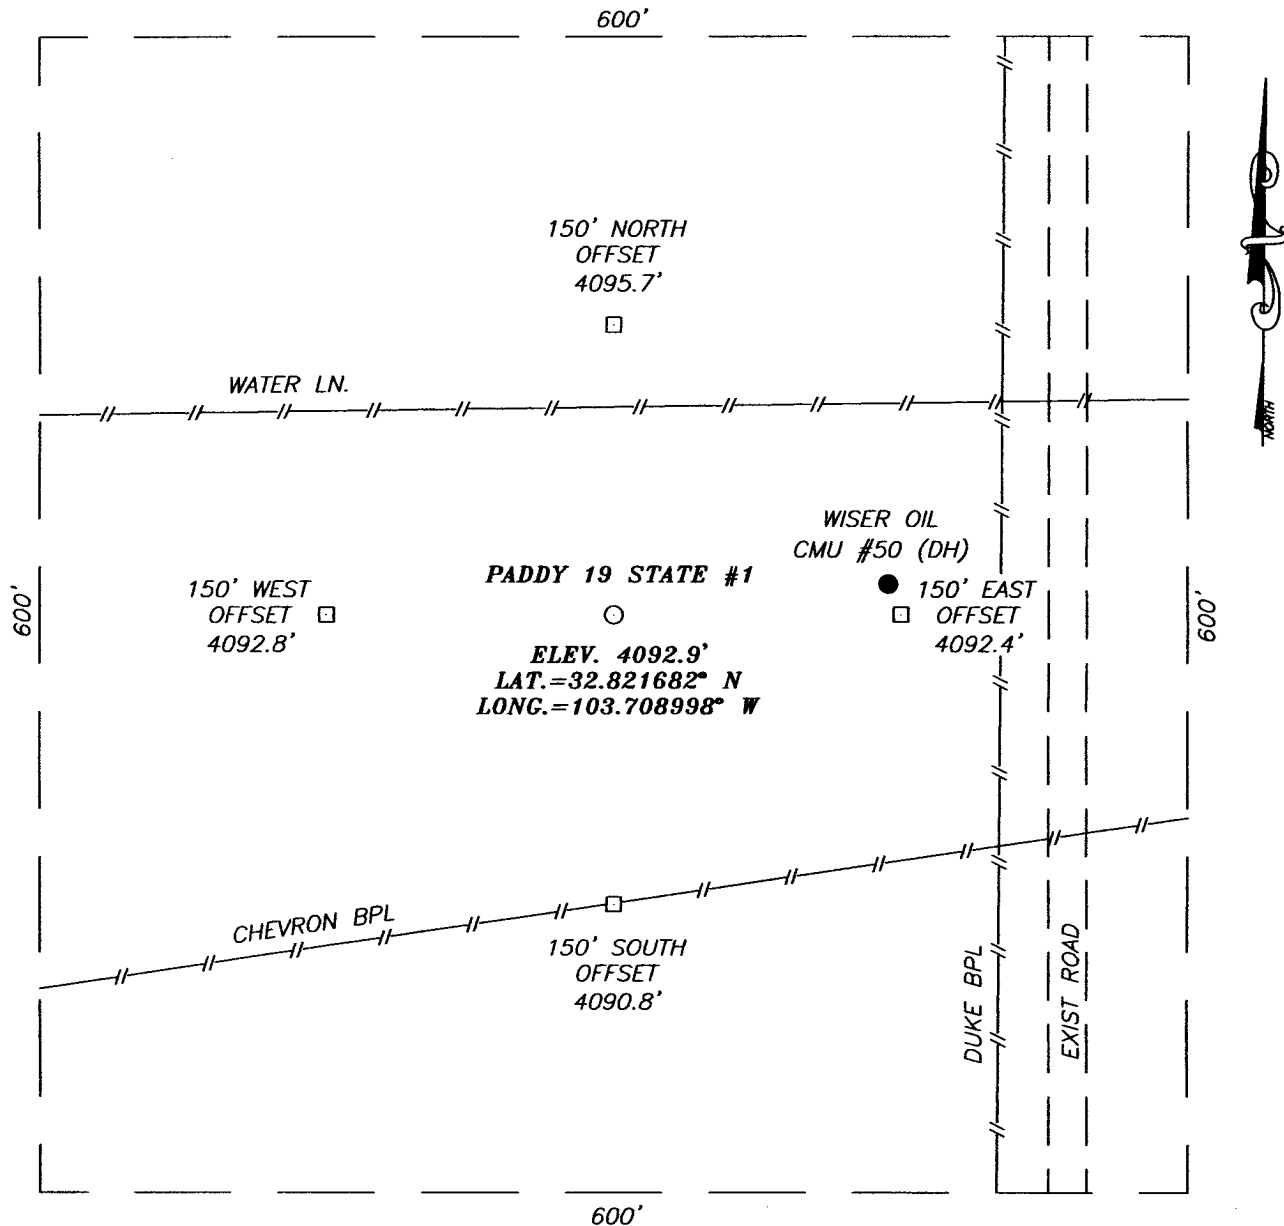 600'
150' NORTH
OFFSET
4095.7'
NORTH
WATER LN.
WISER OIL
CMU #50 (DH)
PADDY 19 STATE #1
150' WEST
OFFSET
4092.8'
150' EAST
OFFSET
4092.4'
600'
600'
ELEV. 4092.9'
LAT.=32.821682° N
LONG.=103.708998° W
CHEVRON BPL
150' SOUTH
OFFSET
4090.8'
DUKE BPL
EXIST ROAD
600'